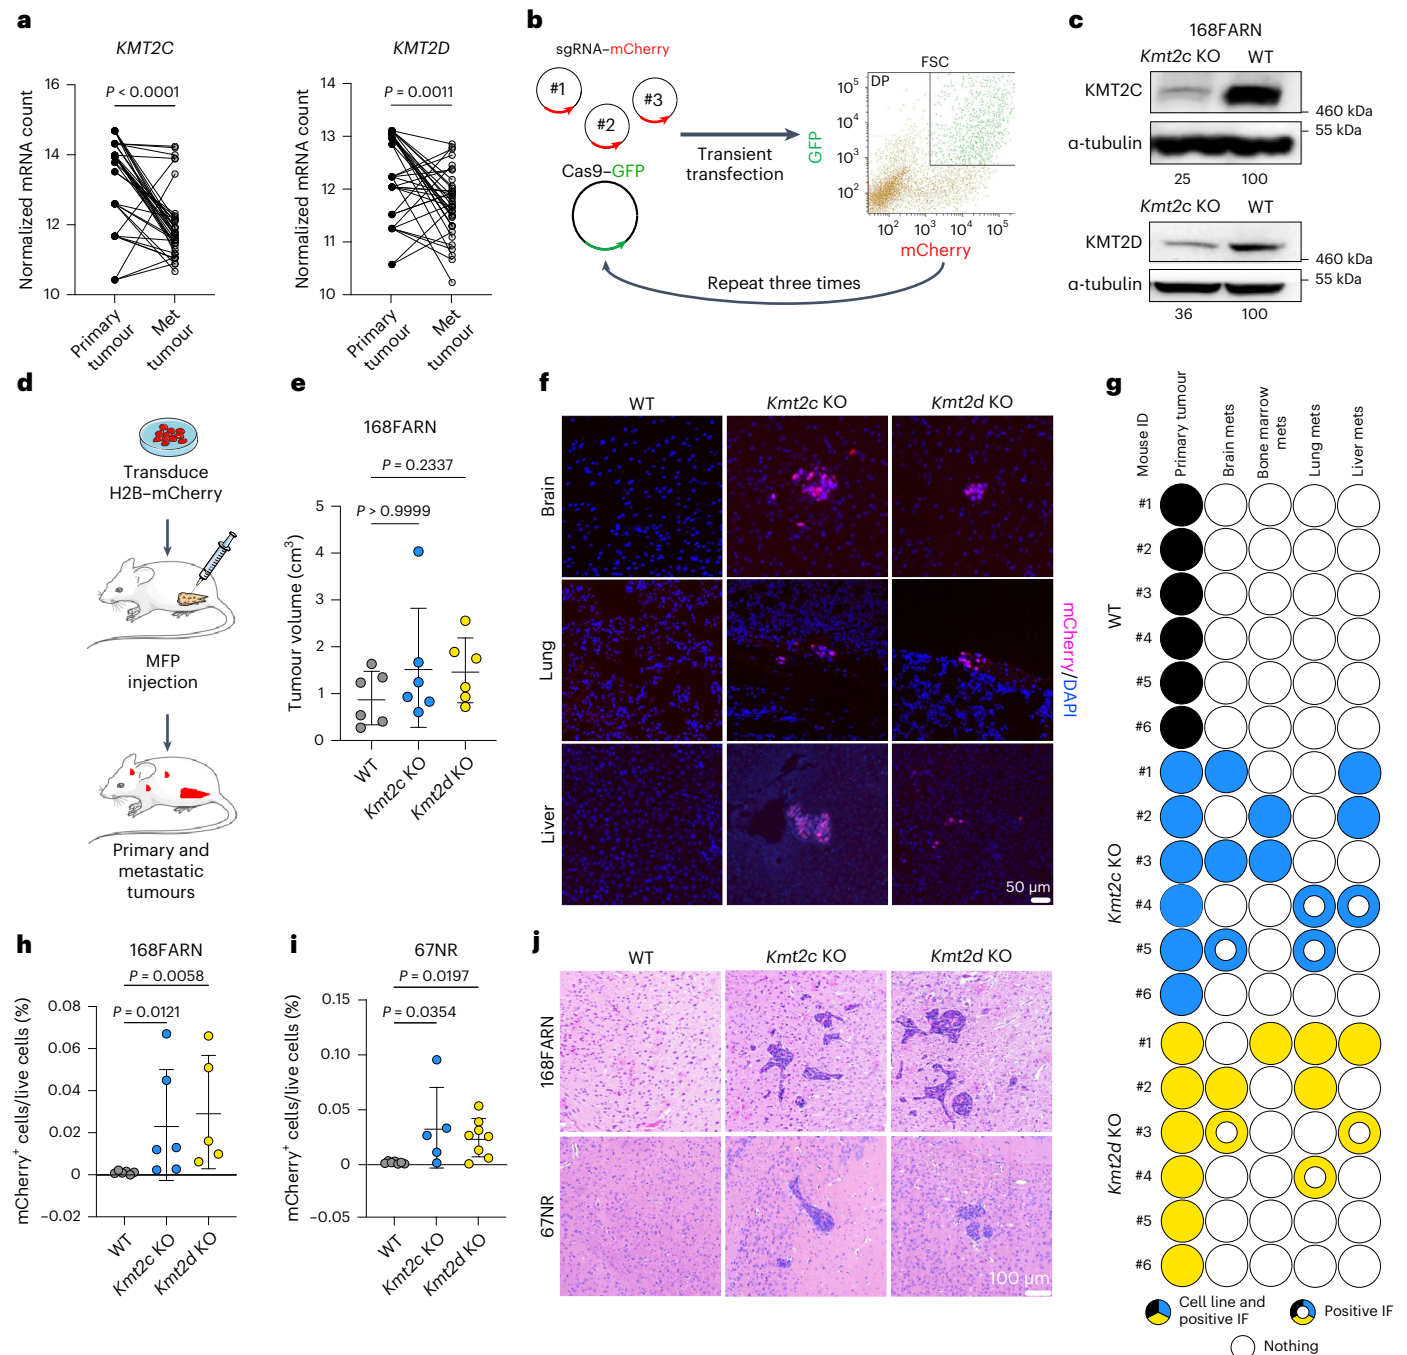 a
KMT2C
Normalized mRNA count
16
14
12
10
P < 0.0001
Primary
tumour
Met
tumour
KMT2D
Normalized mRNA count
14
13
12
11
10
P = 0.0011
Primary
tumour
Met
tumour
b
sgRNA–mCherry
#1
#2
#3
Cas9–GFP
Transient
transfection
FSC
DP
GFP
10⁵
10⁴
10³
10²
10² 10³ 10⁴ 10⁵
mCherry
Repeat three times
c
168FARN
Kmt2c KO WT
KMT2C
460 kDa
55 kDa
α-tubulin
25 100
Kmt2c KO WT
KMT2D
460 kDa
55 kDa
α-tubulin
36 100
d
Transduce
H2B–mCherry
MFP
injection
Primary and
metastatic
tumours
e
168FARN
P = 0.2337
P > 0.9999
Tumour volume (cm³)
5
4
3
2
1
0
WT
Kmt2c KO
Kmt2d KO
f
WT Kmt2c KO Kmt2d KO
Brain
Lung
Liver
mCherry/DAPI
50 µm
g
Mouse ID
Primary tumour
Brain mets
Bone marrow
mets
Lung mets
Liver mets
WT
#1
#2
#3
#4
#5
#6
Kmt2c KO
#1
#2
#3
#4
#5
#6
Kmt2d KO
#1
#2
#3
#4
#5
#6
Cell line and
positive IF
Positive IF
Nothing
h
168FARN
P = 0.0058
P = 0.0121
mCherry⁺ cells/live cells (%)
0.08
0.06
0.04
0.02
0
−0.02
WT
Kmt2c KO
Kmt2d KO
i
67NR
P = 0.0197
P = 0.0354
mCherry⁺ cells/live cells (%)
0.15
0.10
0.05
0
−0.05
WT
Kmt2c KO
Kmt2d KO
j
WT Kmt2c KO Kmt2d KO
168FARN
67NR
100 µm